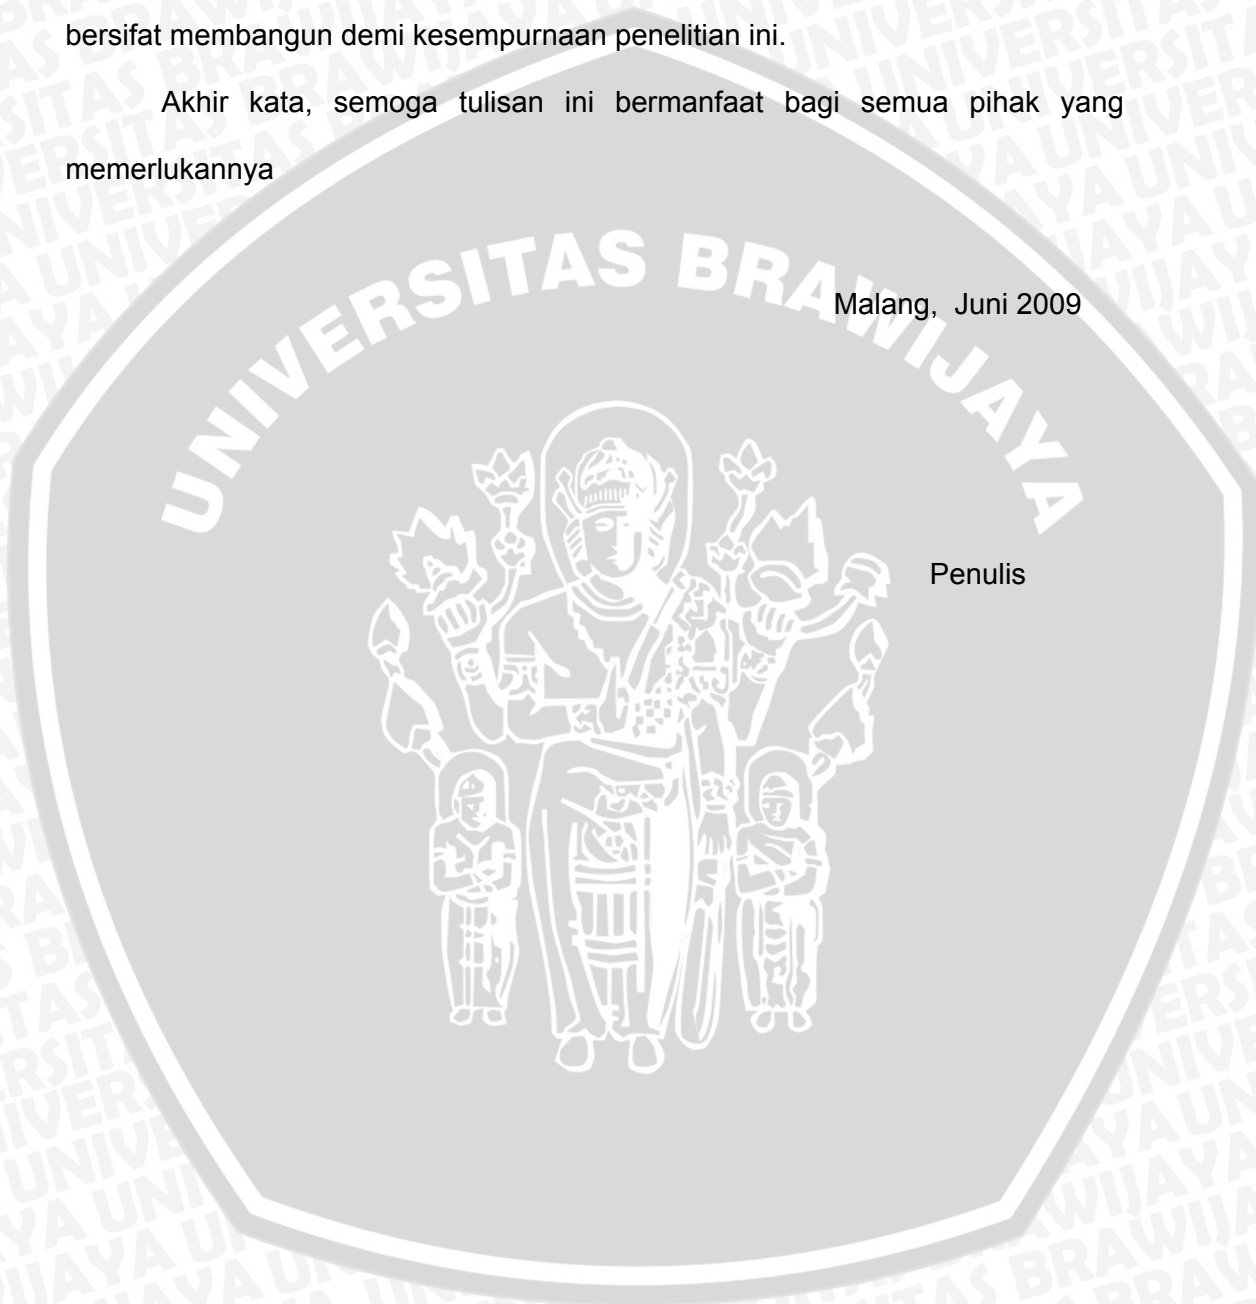 bersifat membangun demi kesempurnaan penelitian ini.
Akhir kata, semoga tulisan ini bermanfaat bagi semua pihak yang
memerlukannya
UNIVERSITAS BRAWIJAYA
Malang, Juni 2009
Penulis